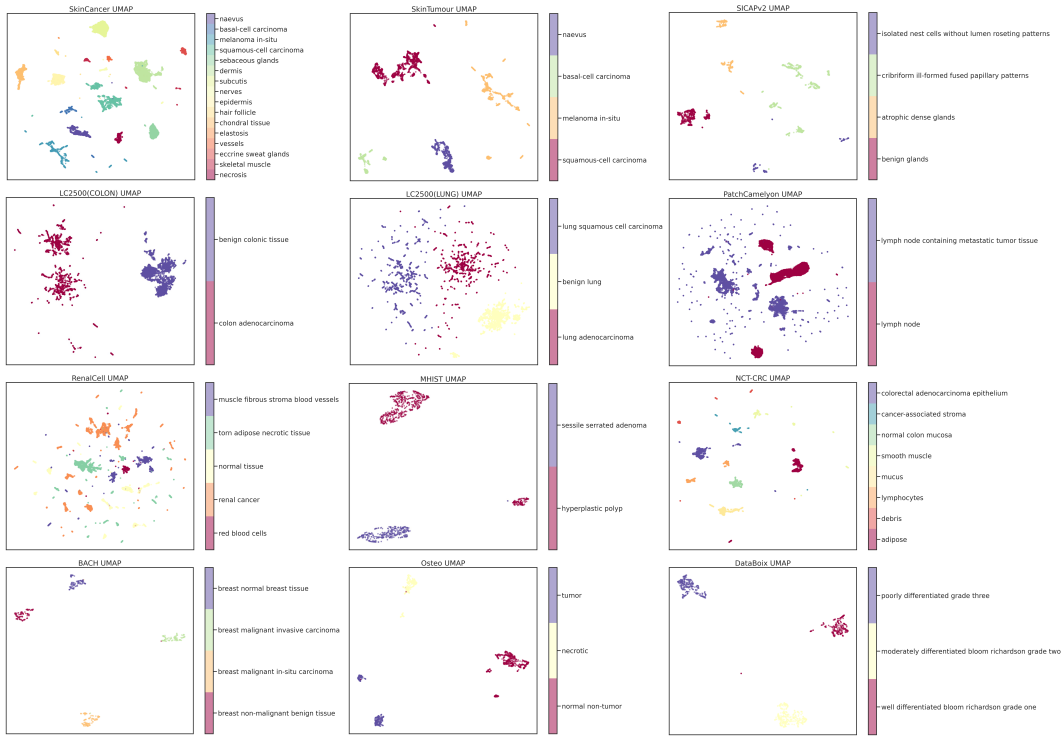 SkinCancer UMAP
naevus
basal-cell carcinoma
melanoma in-situ
squamous-cell carcinoma
sebaceous glands
dermis
subcutis
nerves
epidermis
hair follicle
chondral tissue
elastosis
vessels
eccrine sweat glands
skeletal muscle
necrosis
SkinTumour UMAP
naevus
basal-cell carcinoma
melanoma in-situ
squamous-cell carcinoma
SICAPv2 UMAP
isolated nest cells without lumen roseting patterns
cribriform ill-formed fused papillary patterns
atrophic dense glands
benign glands
LC2500(COLON) UMAP
benign colonic tissue
colon adenocarcinoma
LC2500(LUNG) UMAP
lung squamous cell carcinoma
benign lung
lung adenocarcinoma
PatchCamelyon UMAP
lymph node containing metastatic tumor tissue
lymph node
RenalCell UMAP
muscle fibrous stroma blood vessels
torn adipose necrotic tissue
normal tissue
renal cancer
red blood cells
MHIST UMAP
sessile serrated adenoma
hyperplastic polyp
NCT-CRC UMAP
colorectal adenocarcinoma epithelium
cancer-associated stroma
normal colon mucosa
smooth muscle
mucus
lymphocytes
debris
adipose
BACH UMAP
breast normal breast tissue
breast malignant invasive carcinoma
breast malignant in-situ carcinoma
breast non-malignant benign tissue
Osteo UMAP
tumor
necrotic
normal non-tumor
DataBoix UMAP
poorly differentiated grade three
moderately differentiated bloom richardson grade two
well differentiated bloom richardson grade one